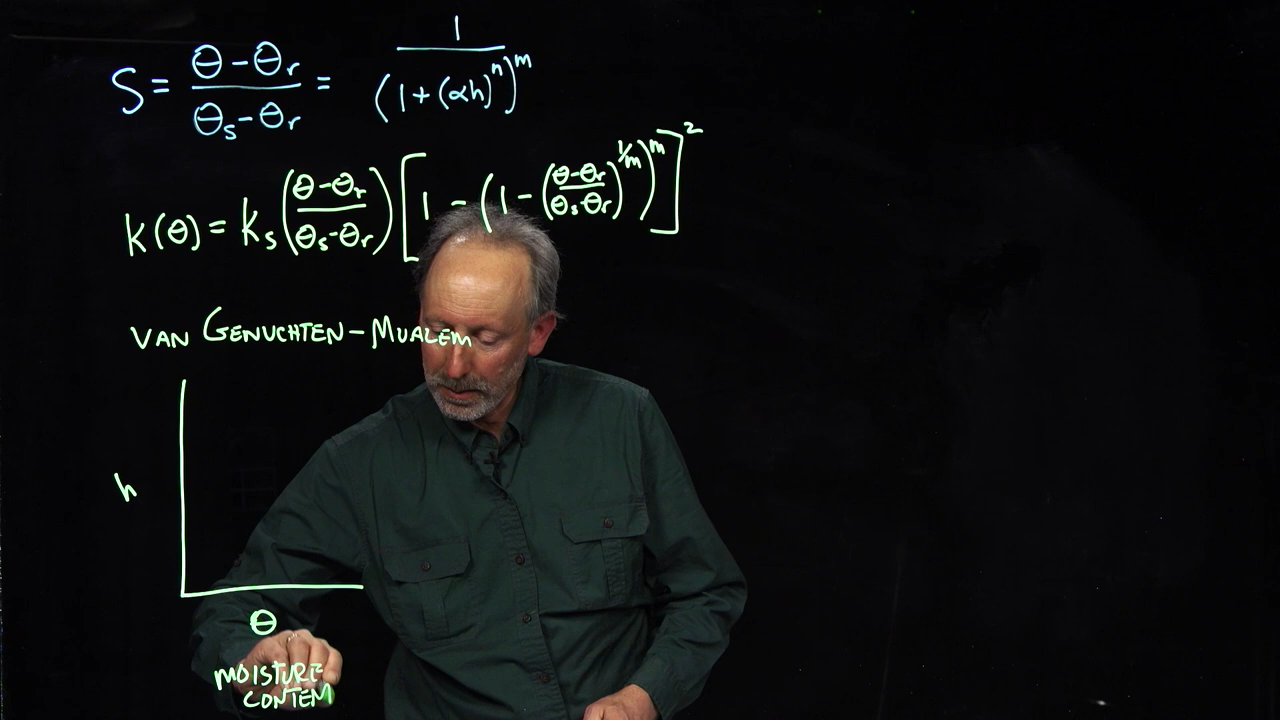 S = (θ-θr)/(θs-θr) = 1/(1+(αh)^n)^m
K(θ) = Ks((θ-θr)/(θs-θr))[1-(1-((θ-θr)/(θs-θr))^1/m)^m]^2
VAN GENUCHTEN-MUALEM
h
θ
MOISTURE
CONTEN